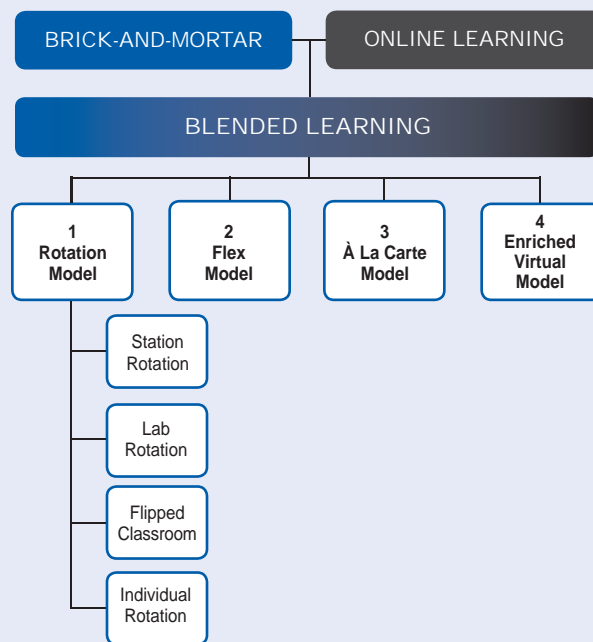 BRICK-AND-MORTAR
ONLINE LEARNING
BLENDED LEARNING
1
Rotation
Model
2
Flex
Model
3
À La Carte
Model
4
Enriched
Virtual
Model
Station
Rotation
Lab
Rotation
Flipped
Classroom
Individual
Rotation